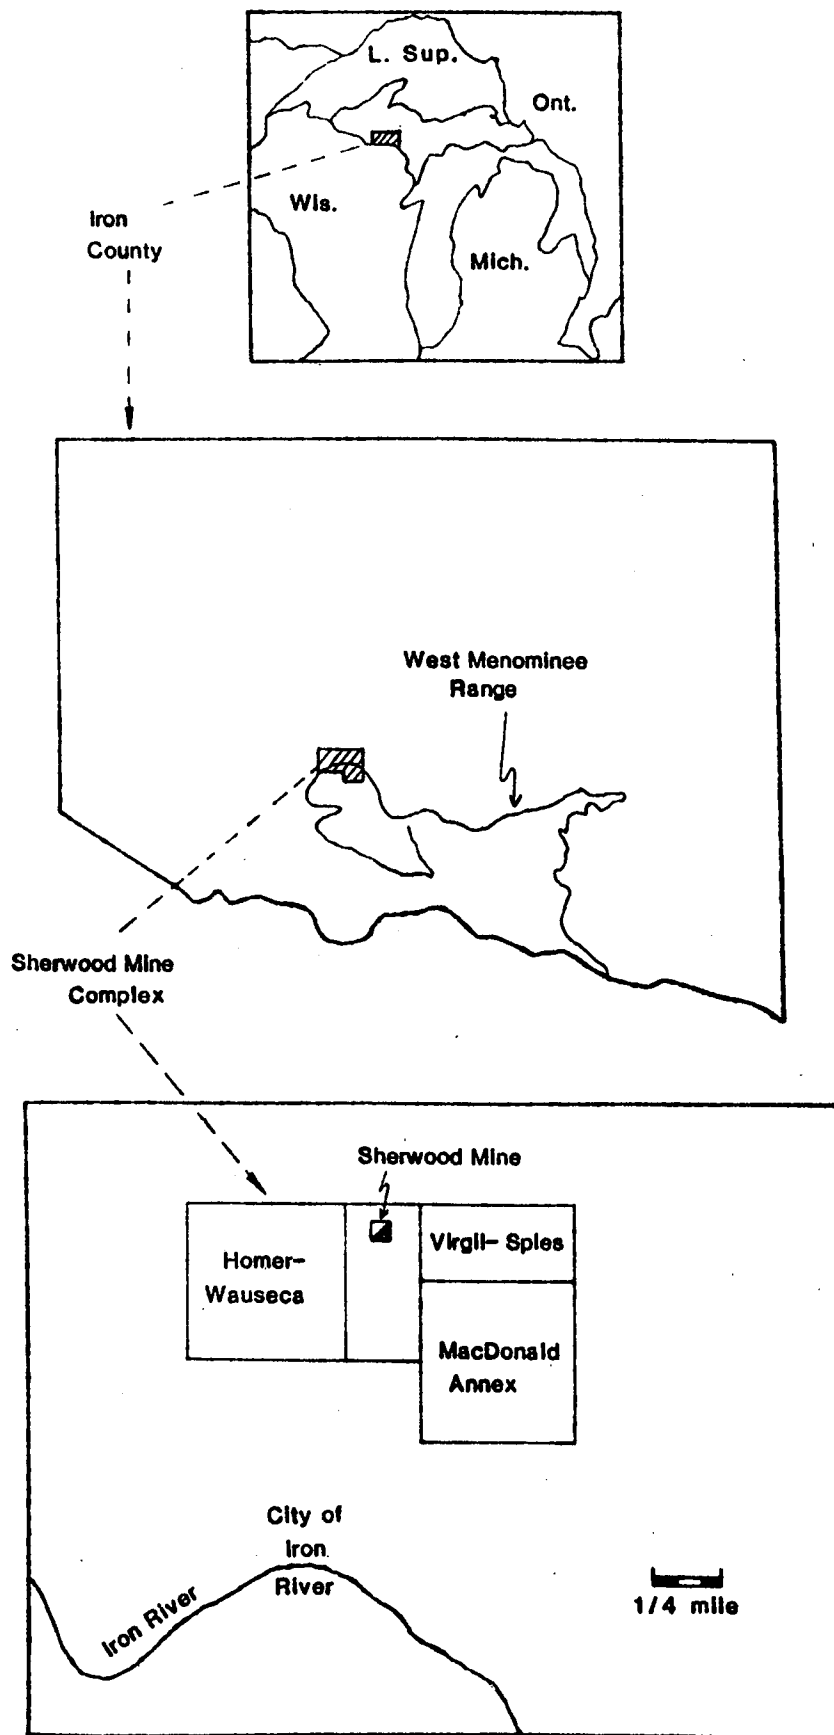 L. Sup.
Ont.
Wis.
Mich.
Iron
County
West Menominee
Range
Sherwood Mine
Complex
Sherwood Mine
Homer-
Wauseca
Virgil- Spies
MacDonald
Annex
City of
Iron
River
Iron River
1/4 mile